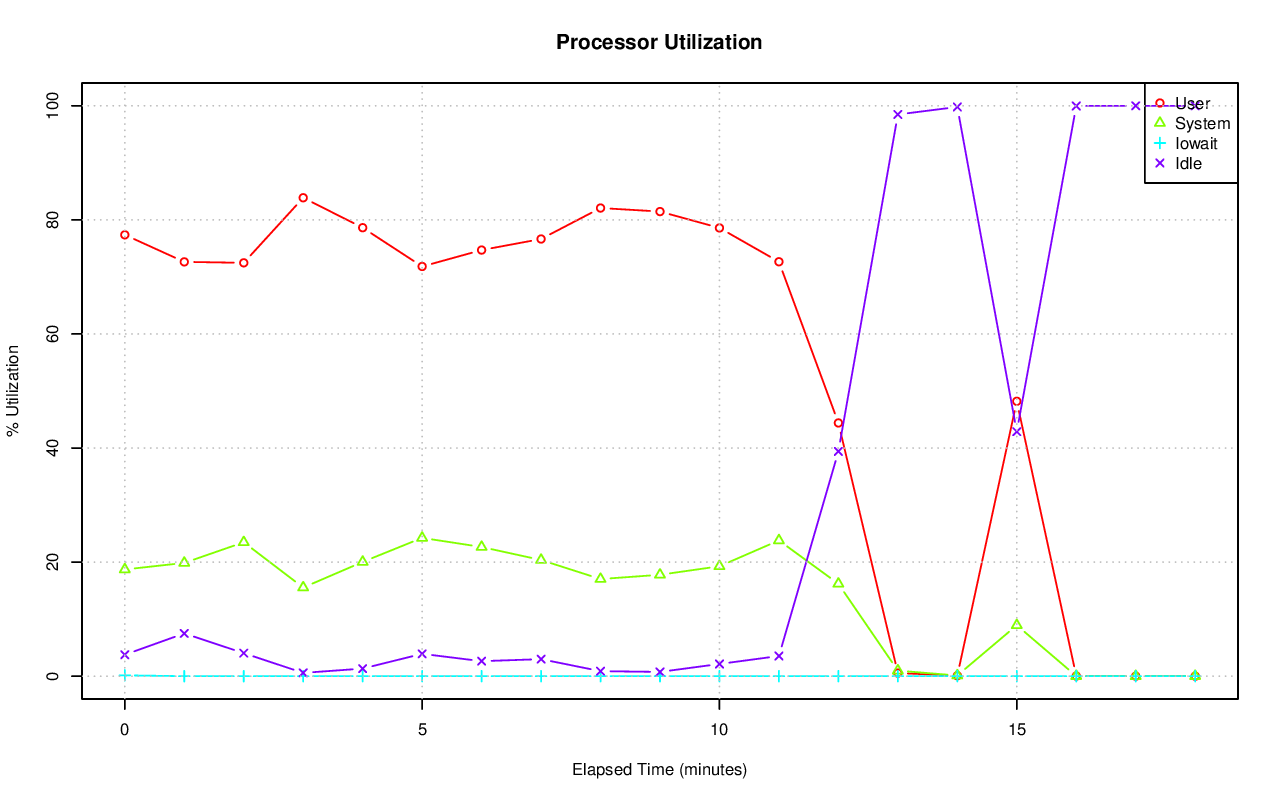 Processor Utilization
100
80
60
40
20
0
% Utilization
User
System
Iowait
Idle
0 5 10 15
Elapsed Time (minutes)